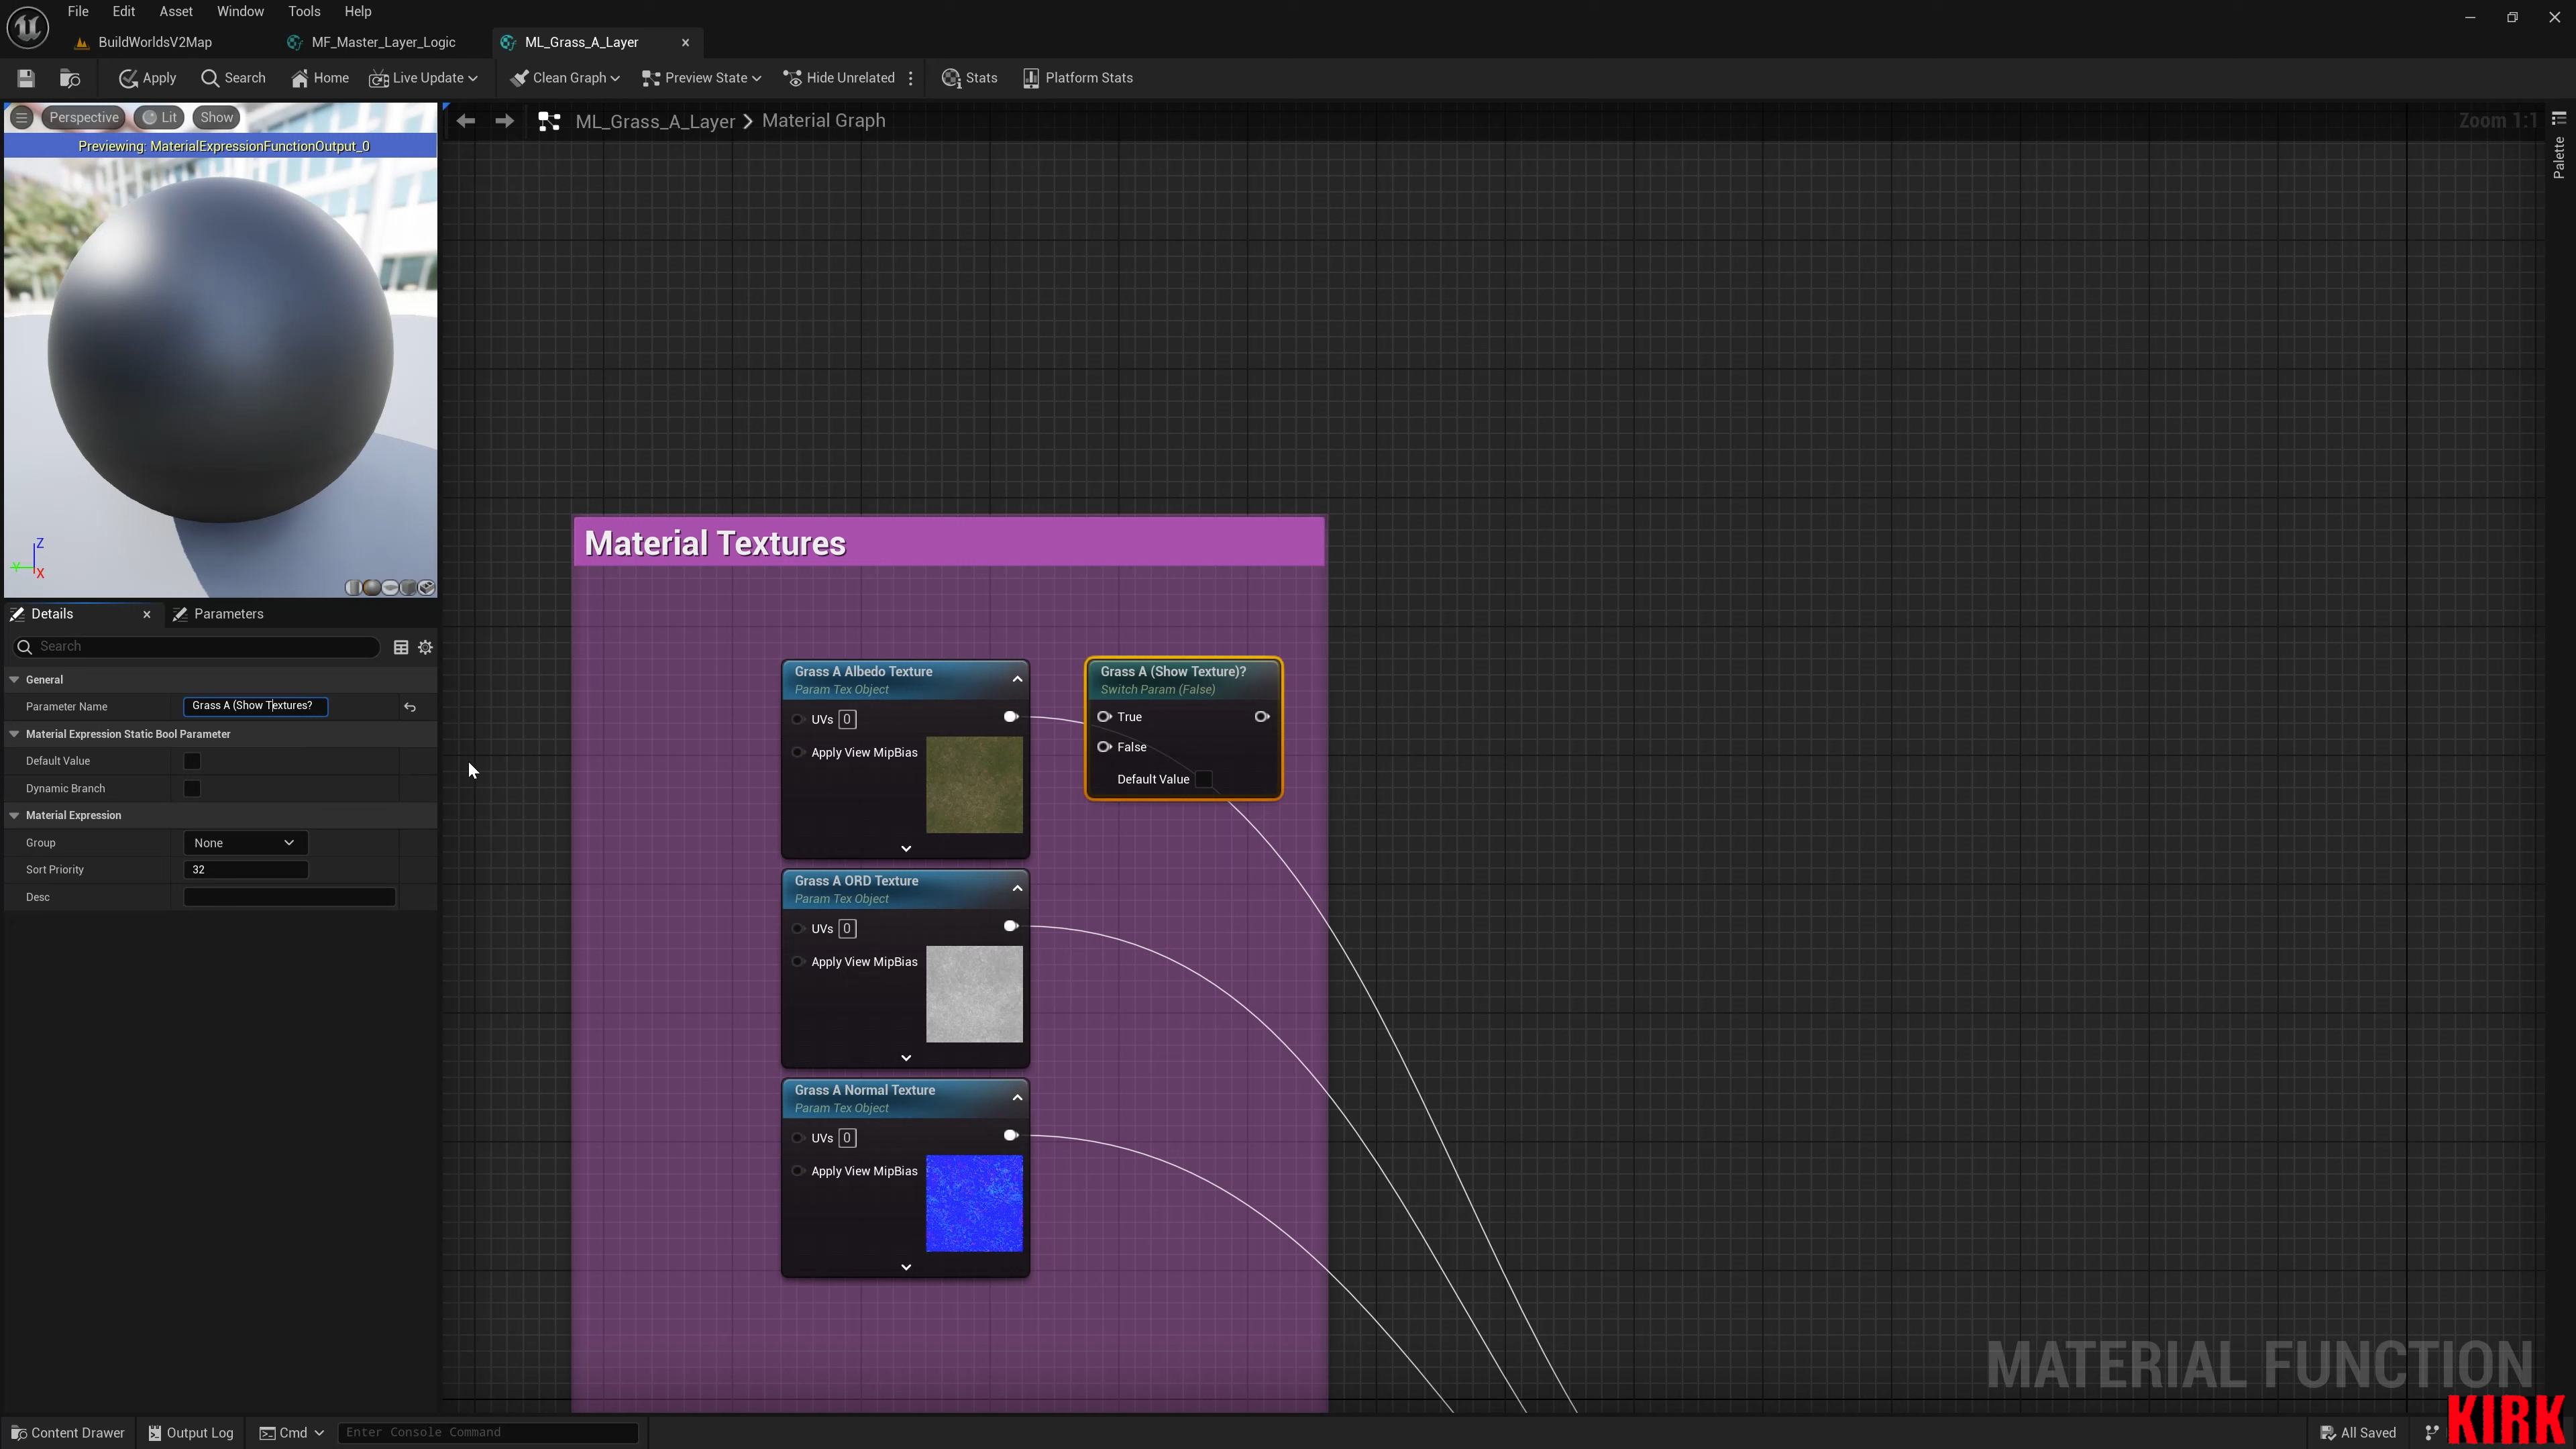 File Edit Asset Window Tools Help
BuildWorldsV2Map MF_Master_Layer_Logic ML_Grass_A_Layer
Apply Search Home Live Update Clean Graph Preview State Hide Unrelated Stats Platform Stats
Perspective Lit Show
Previewing: MaterialExpressionFunctionOutput_0
ML_Grass_A_Layer Material Graph
Zoom 1:1
Palette
Z
Y
X
Details Parameters
Search
General
Parameter Name Grass A (Show Textures?
Material Expression Static Bool Parameter
Default Value
Dynamic Branch
Material Expression
Group None
Sort Priority 32
Desc
Material Textures
Grass A Albedo Texture
Param Tex Object
UVs 0
Apply View MipBias
Grass A (Show Texture)?
Switch Param (False)
True
False
Default Value
Grass A ORD Texture
Param Tex Object
UVs 0
Apply View MipBias
Grass A Normal Texture
Param Tex Object
UVs 0
Apply View MipBias
MATERIAL FUNCTION
KIRK
Content Drawer Output Log Cmd Enter Console Command All Saved